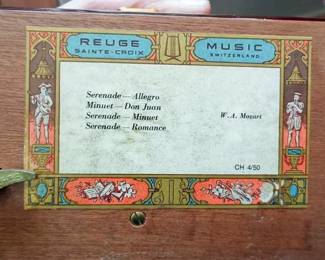 REUGE MUSIC
SAINTE-CROIX SWITZERLAND
Serenade—Allegro
Minuet—Don Juan
Serenade—Minuet W. A. Mozart
Serenade—Romance
CH 4/50